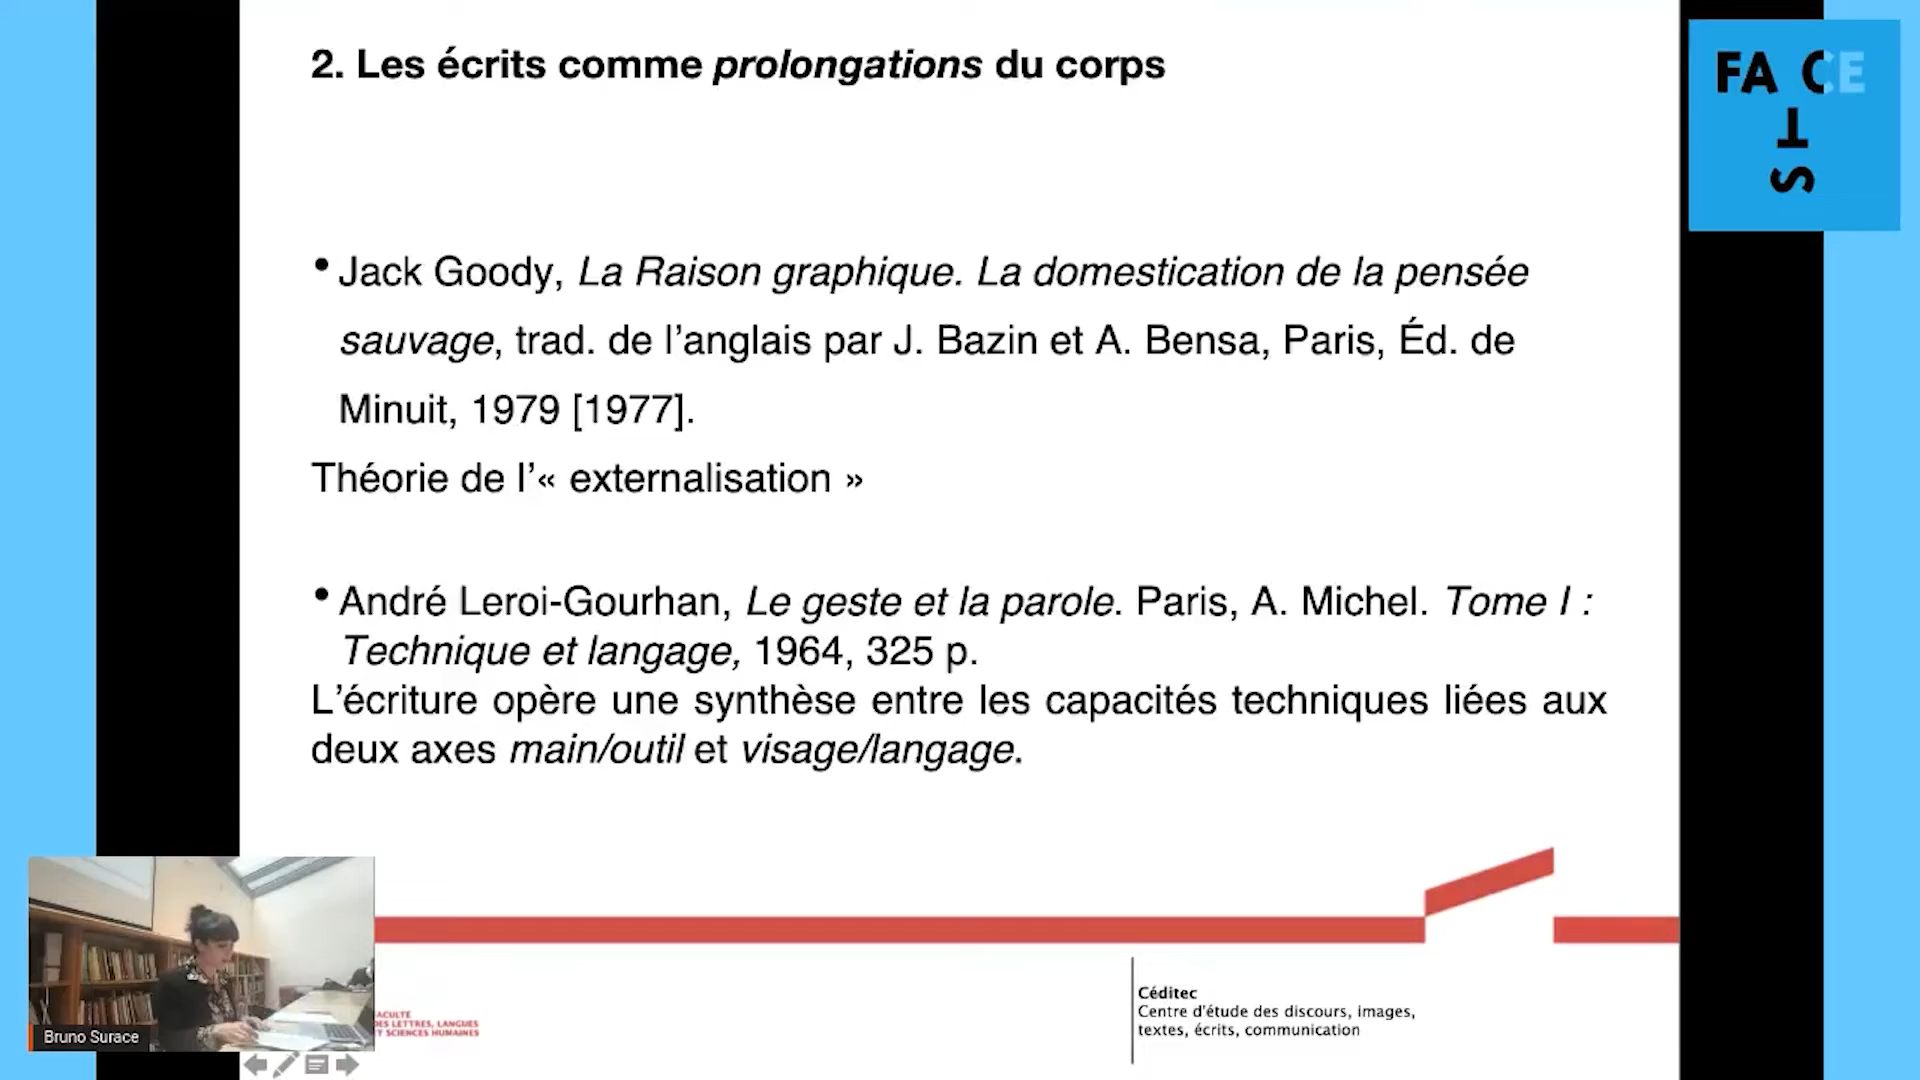 2. Les écrits comme prolongations du corps
FACE
T
S
• Jack Goody, La Raison graphique. La domestication de la pensée
sauvage, trad. de l’anglais par J. Bazin et A. Bensa, Paris, Éd. de
Minuit, 1979 [1977].
Théorie de l’« externalisation »
• André Leroi-Gourhan, Le geste et la parole. Paris, A. Michel. Tome I :
Technique et langage, 1964, 325 p.
L’écriture opère une synthèse entre les capacités techniques liées aux
deux axes main/outil et visage/langage.
Bruno Surace
ACULTÉ
DES LETTRES, LANGUES
T SCIENCES HUMAINES
Céditec
Centre d'étude des discours, images,
textes, écrits, communication